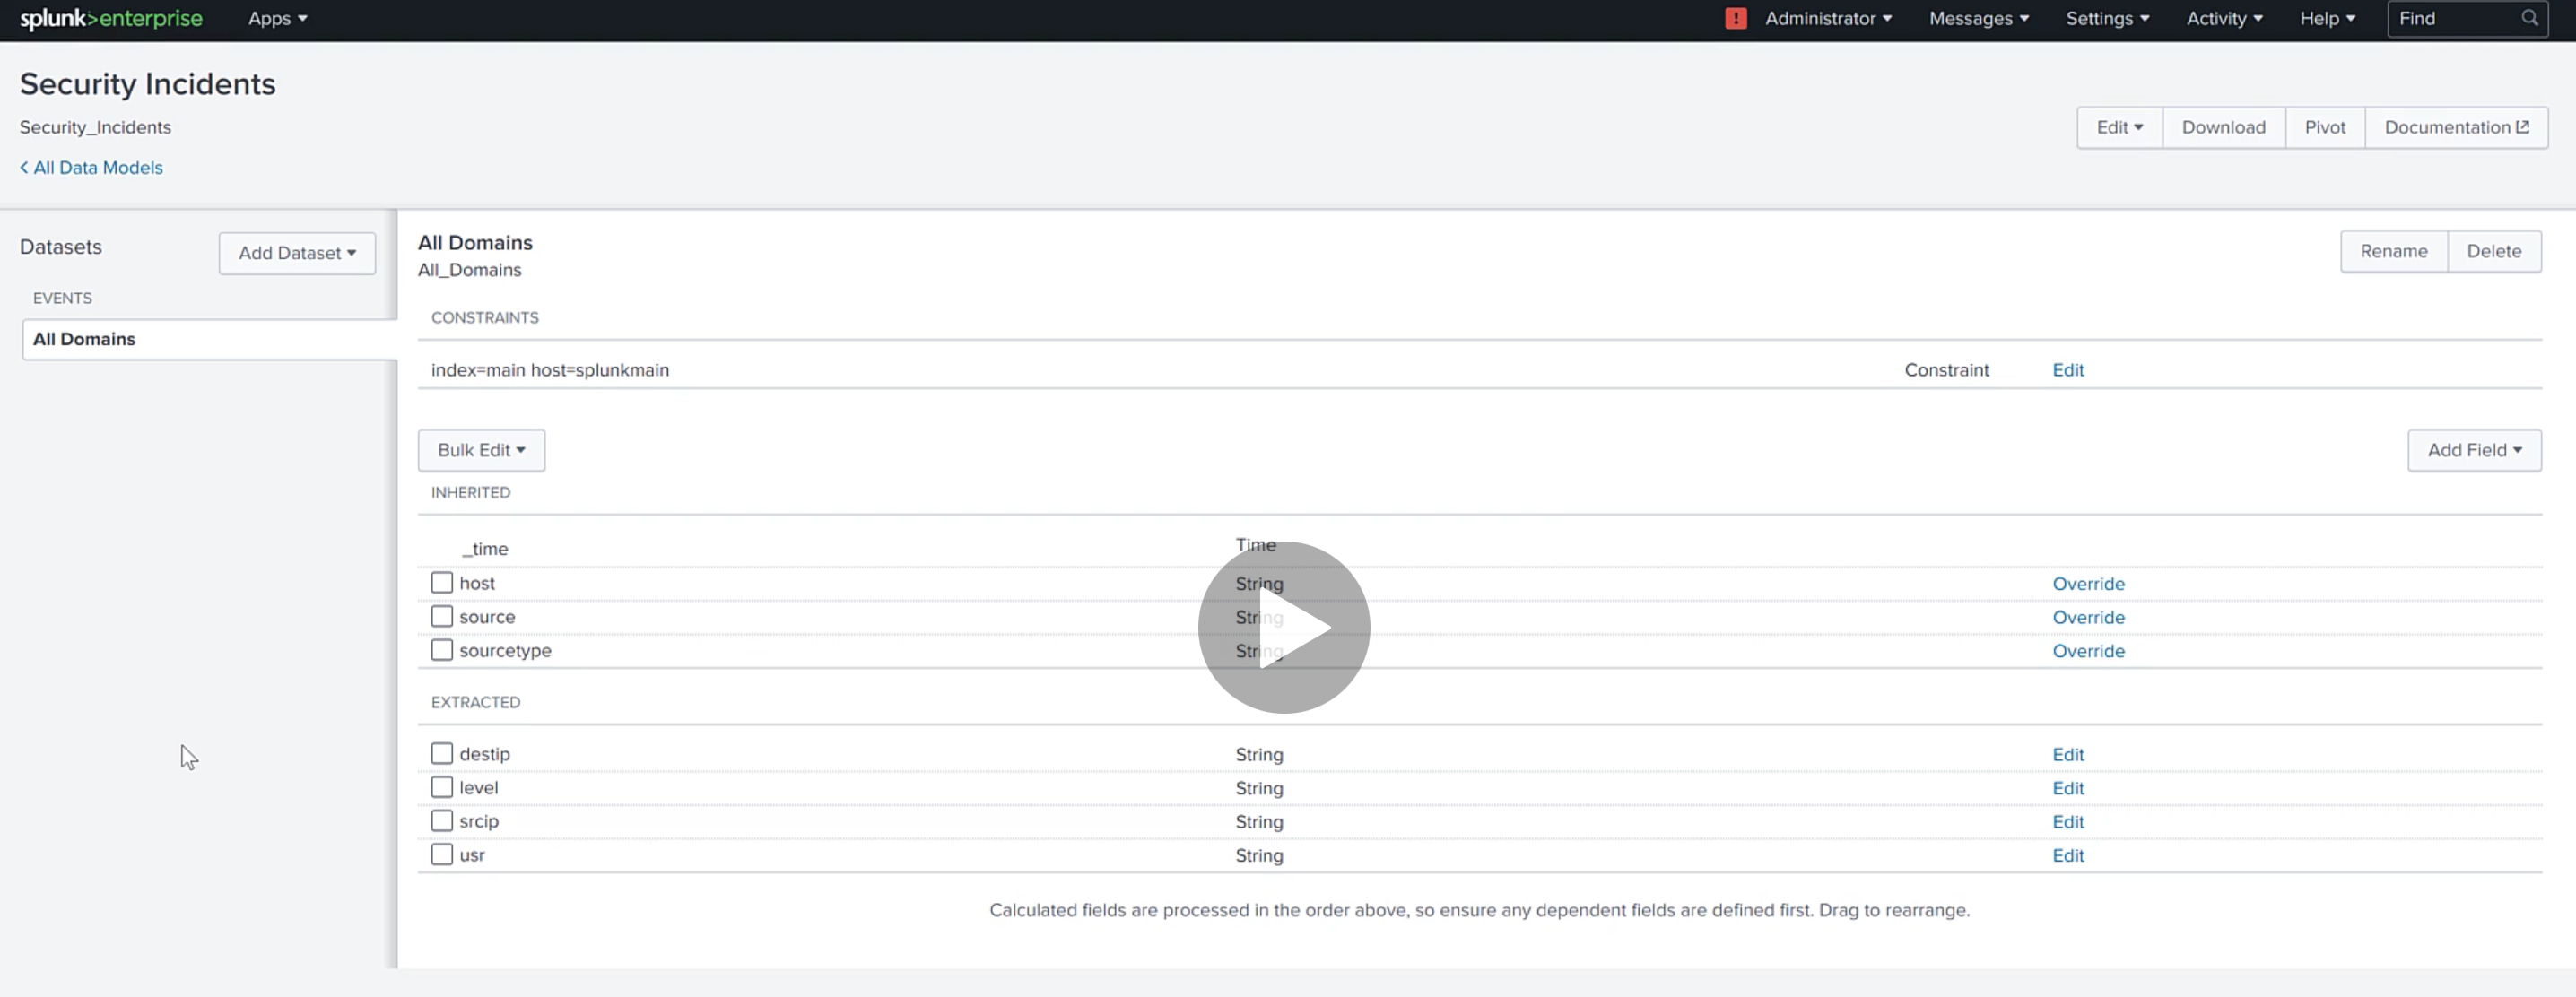 splunk>enterprise Apps Administrator Messages Settings Activity Help Find
Security Incidents
Security_Incidents
Edit Download Pivot Documentation
< All Data Models
Datasets
Add Dataset
EVENTS
All Domains
All Domains
All_Domains
Rename Delete
CONSTRAINTS
index=main host=splunkmain Constraint Edit
Bulk Edit Add Field
INHERITED
_time Time
host String Override
source String Override
sourcetype String Override
EXTRACTED
destip String Edit
level String Edit
srcip String Edit
usr String Edit
Calculated fields are processed in the order above, so ensure any dependent fields are defined first. Drag to rearrange.